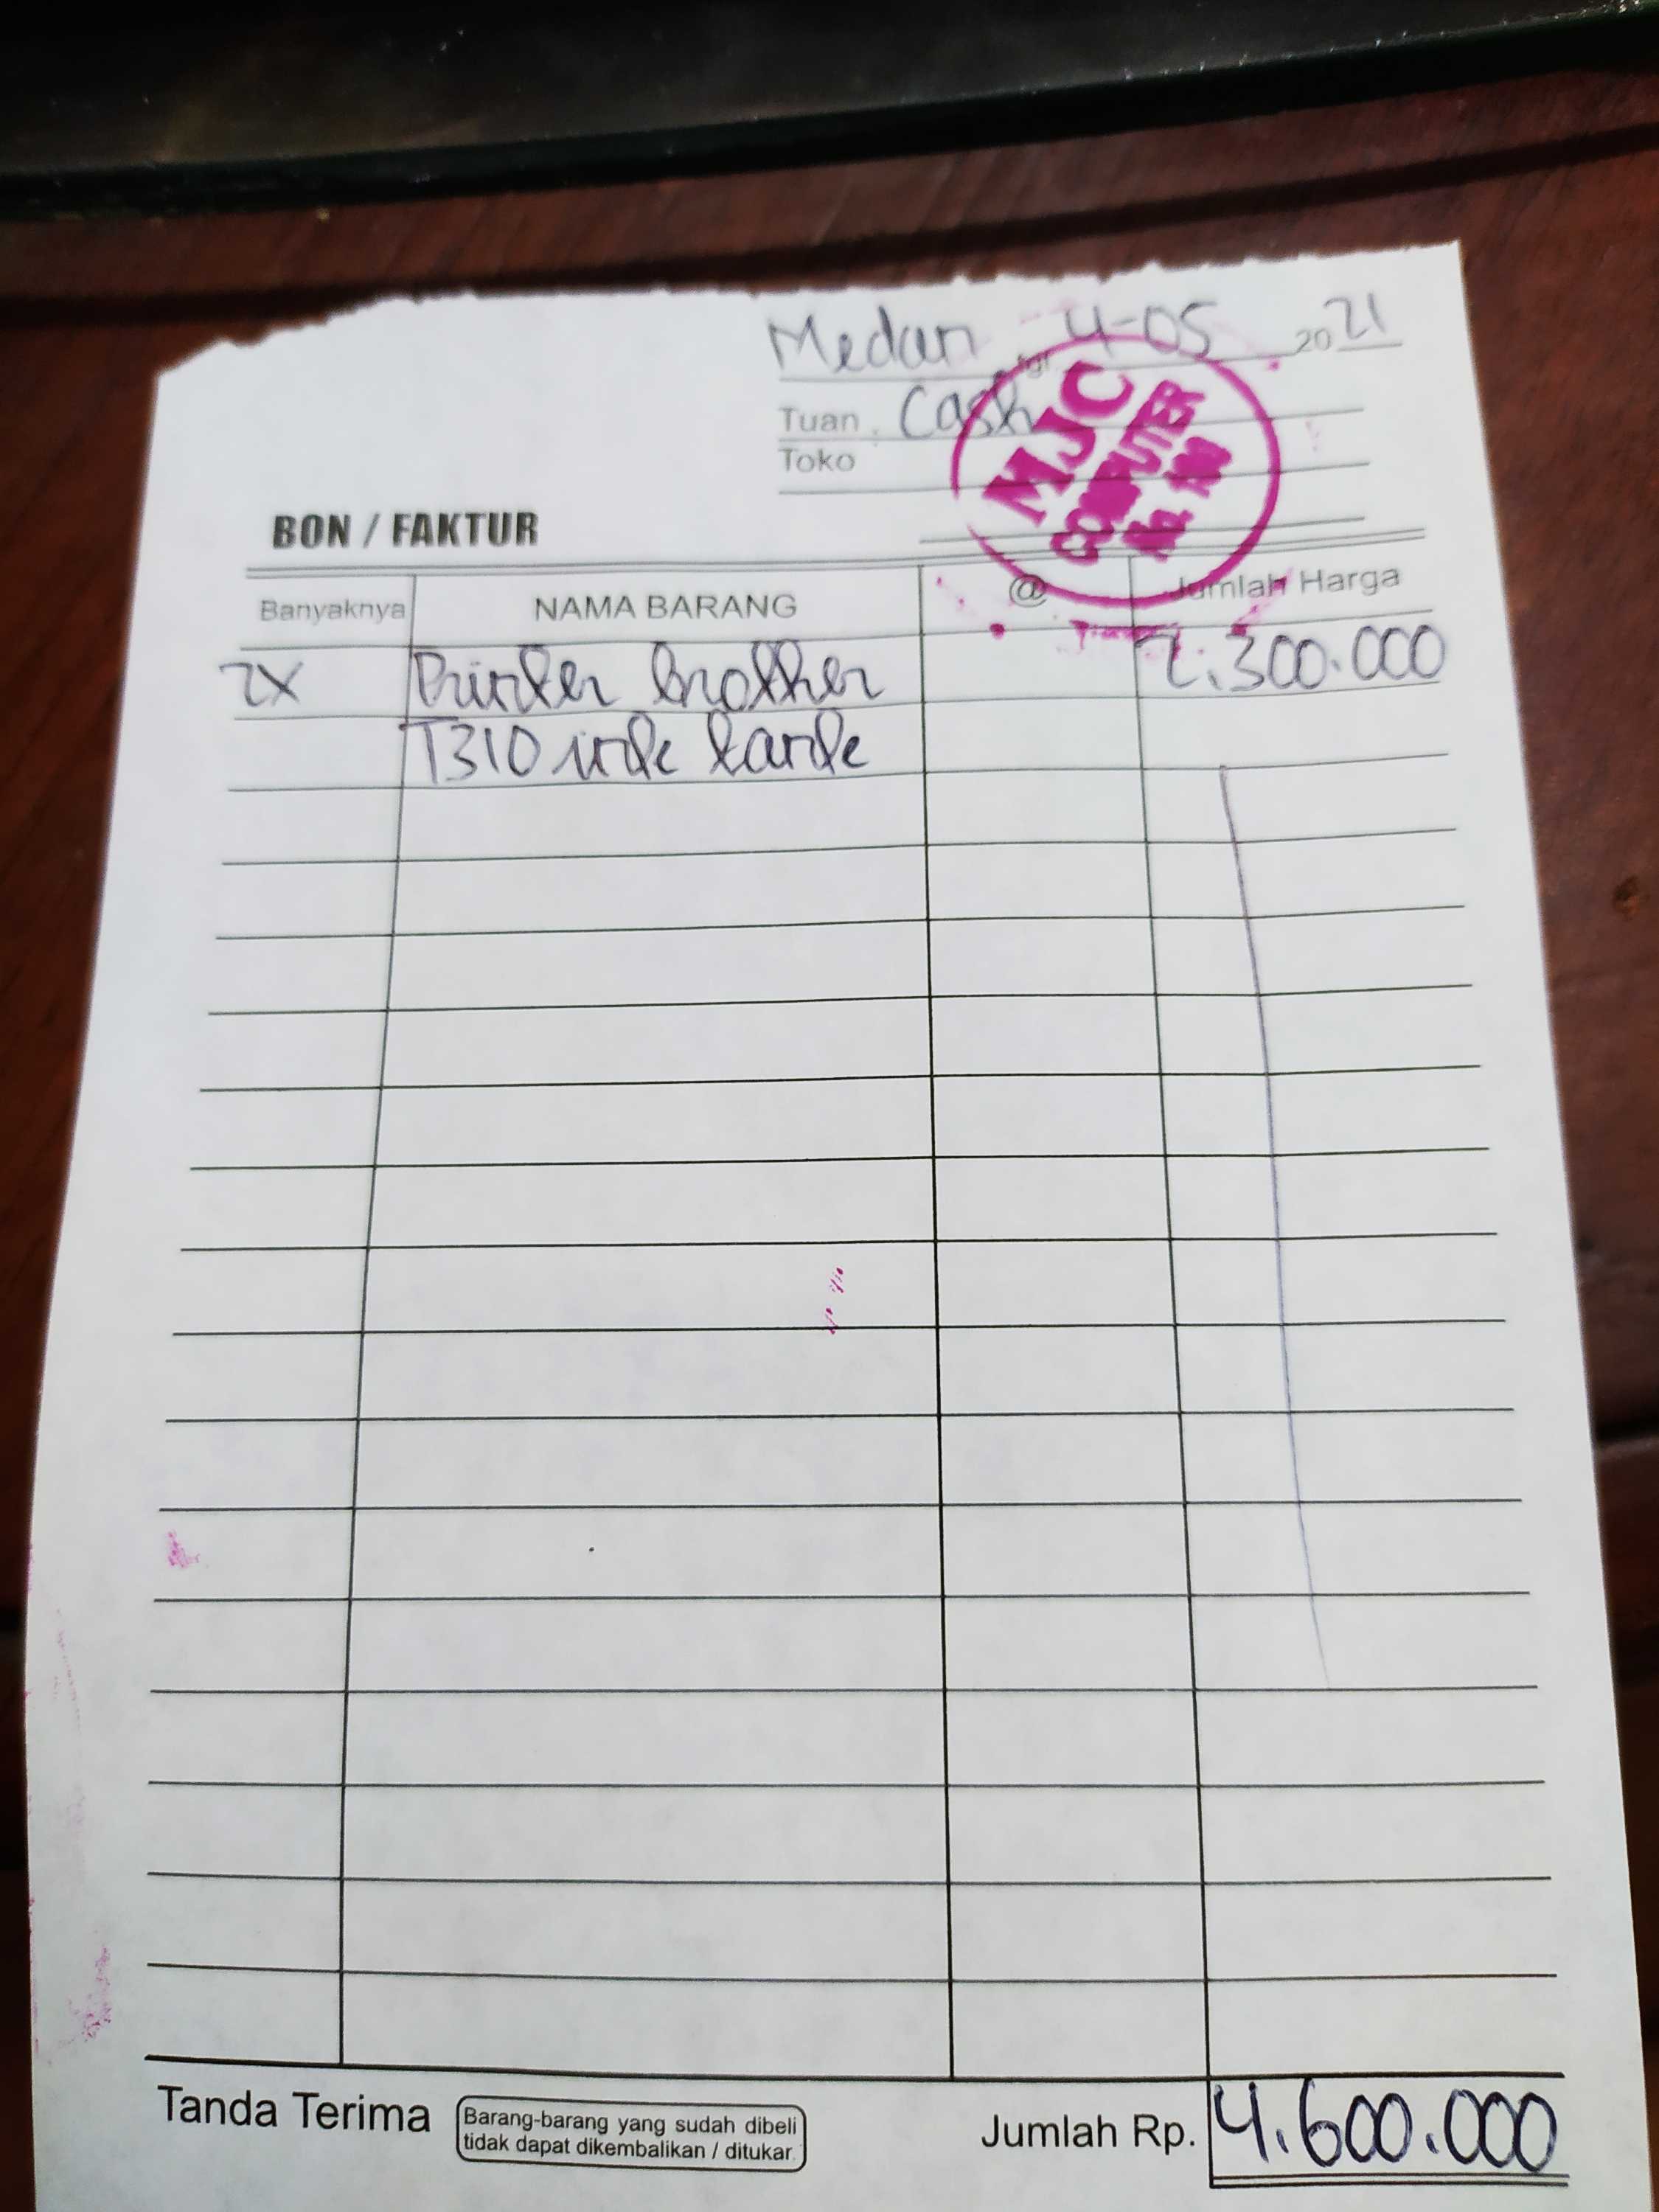 Medan, tgl. 4-05 2021
Tuan : Cash
Toko
MJC
COMPUTER
BON / FAKTUR
Banyaknya NAMA BARANG @ Jumlah Harga
2X Printer brother 2.300.000
T310 ink tank
Tanda Terima
Barang-barang yang sudah dibeli
tidak dapat dikembalikan / ditukar.
Jumlah Rp. 4.600.000